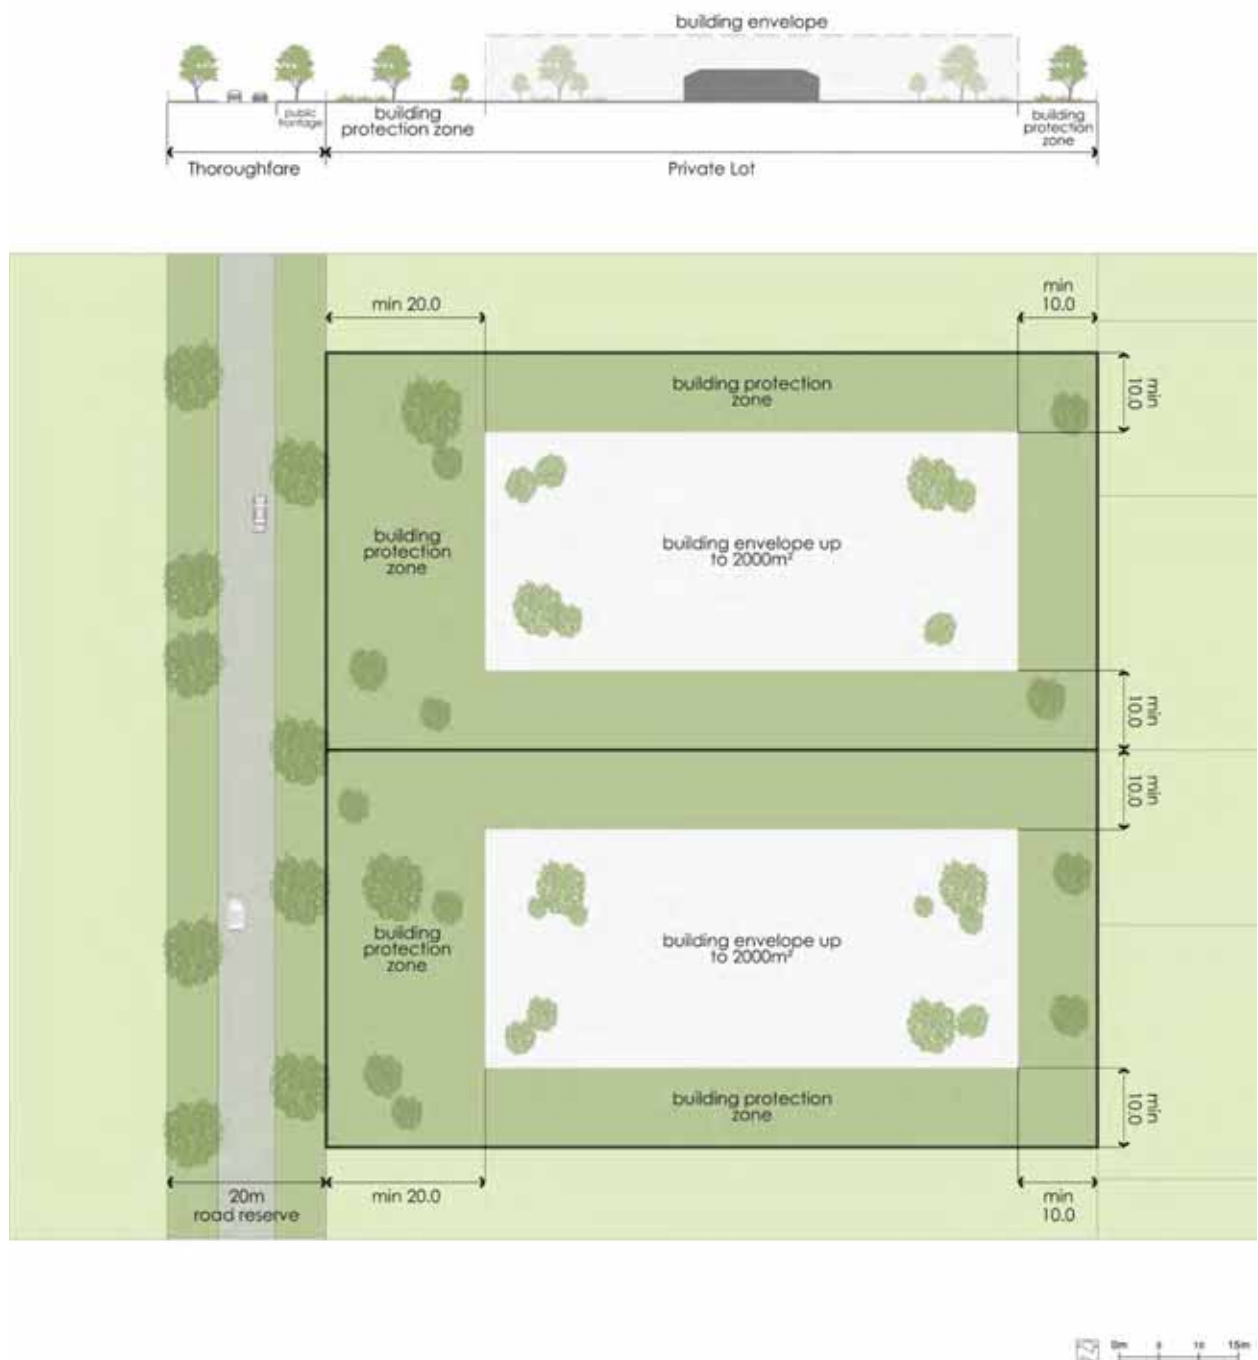 building envelope
public
frontage
building
protection zone
building
protection
zone
Thoroughfare
Private Lot
min 20.0
min
10.0
building protection
zone
min
10.0
building
protection
zone
building envelope up
to 2000m²
min
10.0
min
10.0
building
protection
zone
building envelope up
to 2000m²
building protection
zone
min
10.0
20m
road reserve
min 20.0
min
10.0
0m 5 10 15m